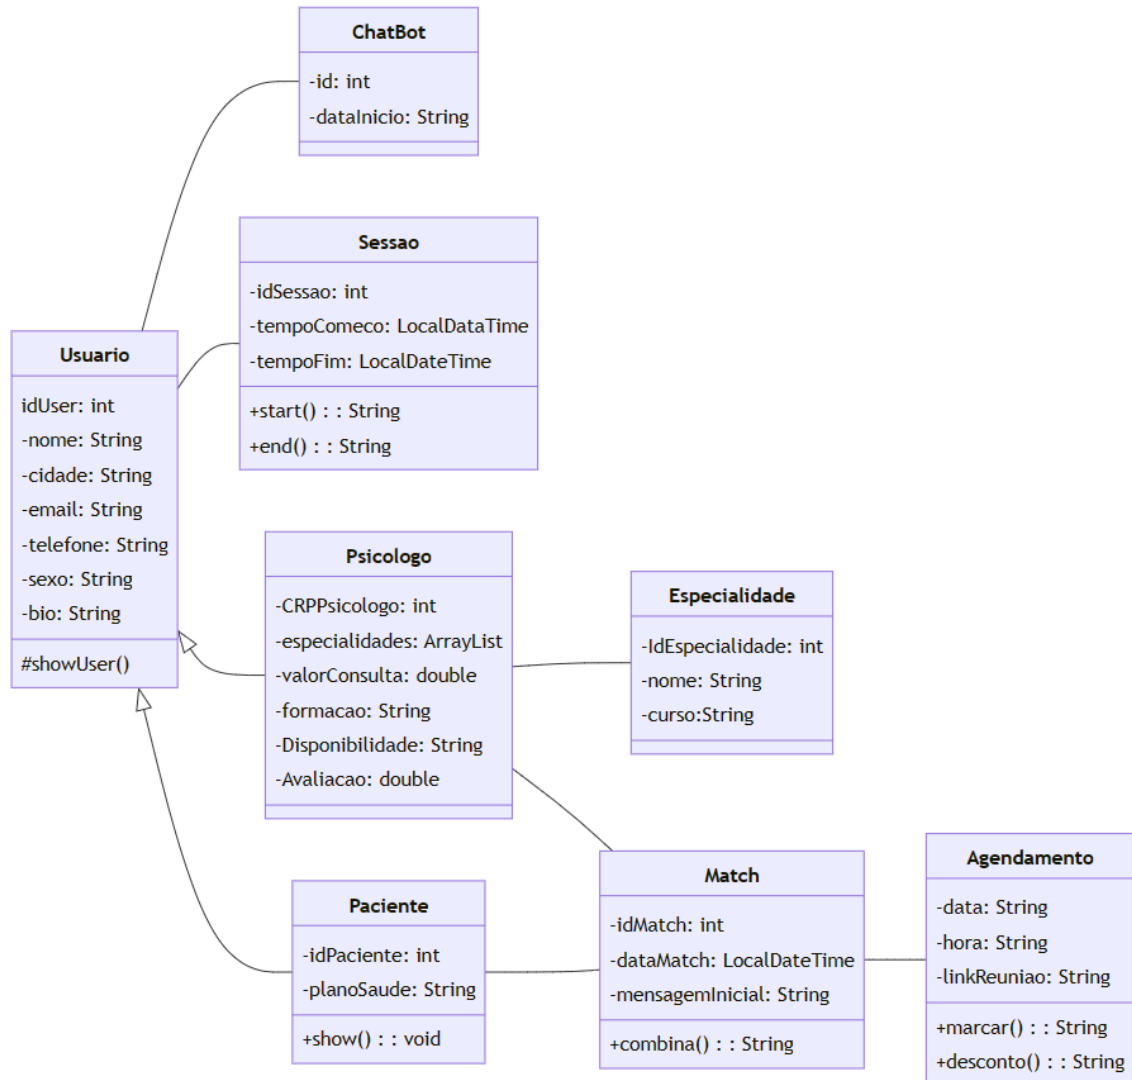 ChatBot
-id: int
-dataInicio: String
Sessao
-idSessao: int
-tempoComeco: LocalDataTime
-tempoFim: LocalDateTime
+start() : : String
+end() : : String
Usuario
idUser: int
-nome: String
-cidade: String
-email: String
-telefone: String
-sexo: String
-bio: String
#showUser()
Psicologo
-CRPPsicologo: int
-especialidades: ArrayList
-valorConsulta: double
-formacao: String
-Disponibilidade: String
-Avaliacao: double
Especialidade
-IdEspecialidade: int
-nome: String
-curso:String
Paciente
-idPaciente: int
-planoSaude: String
+show() : : void
Match
-idMatch: int
-dataMatch: LocalDateTime
-mensagemInicial: String
+combina() : : String
Agendamento
-data: String
-hora: String
-linkReuniao: String
+marcar() : : String
+desconto() : : String